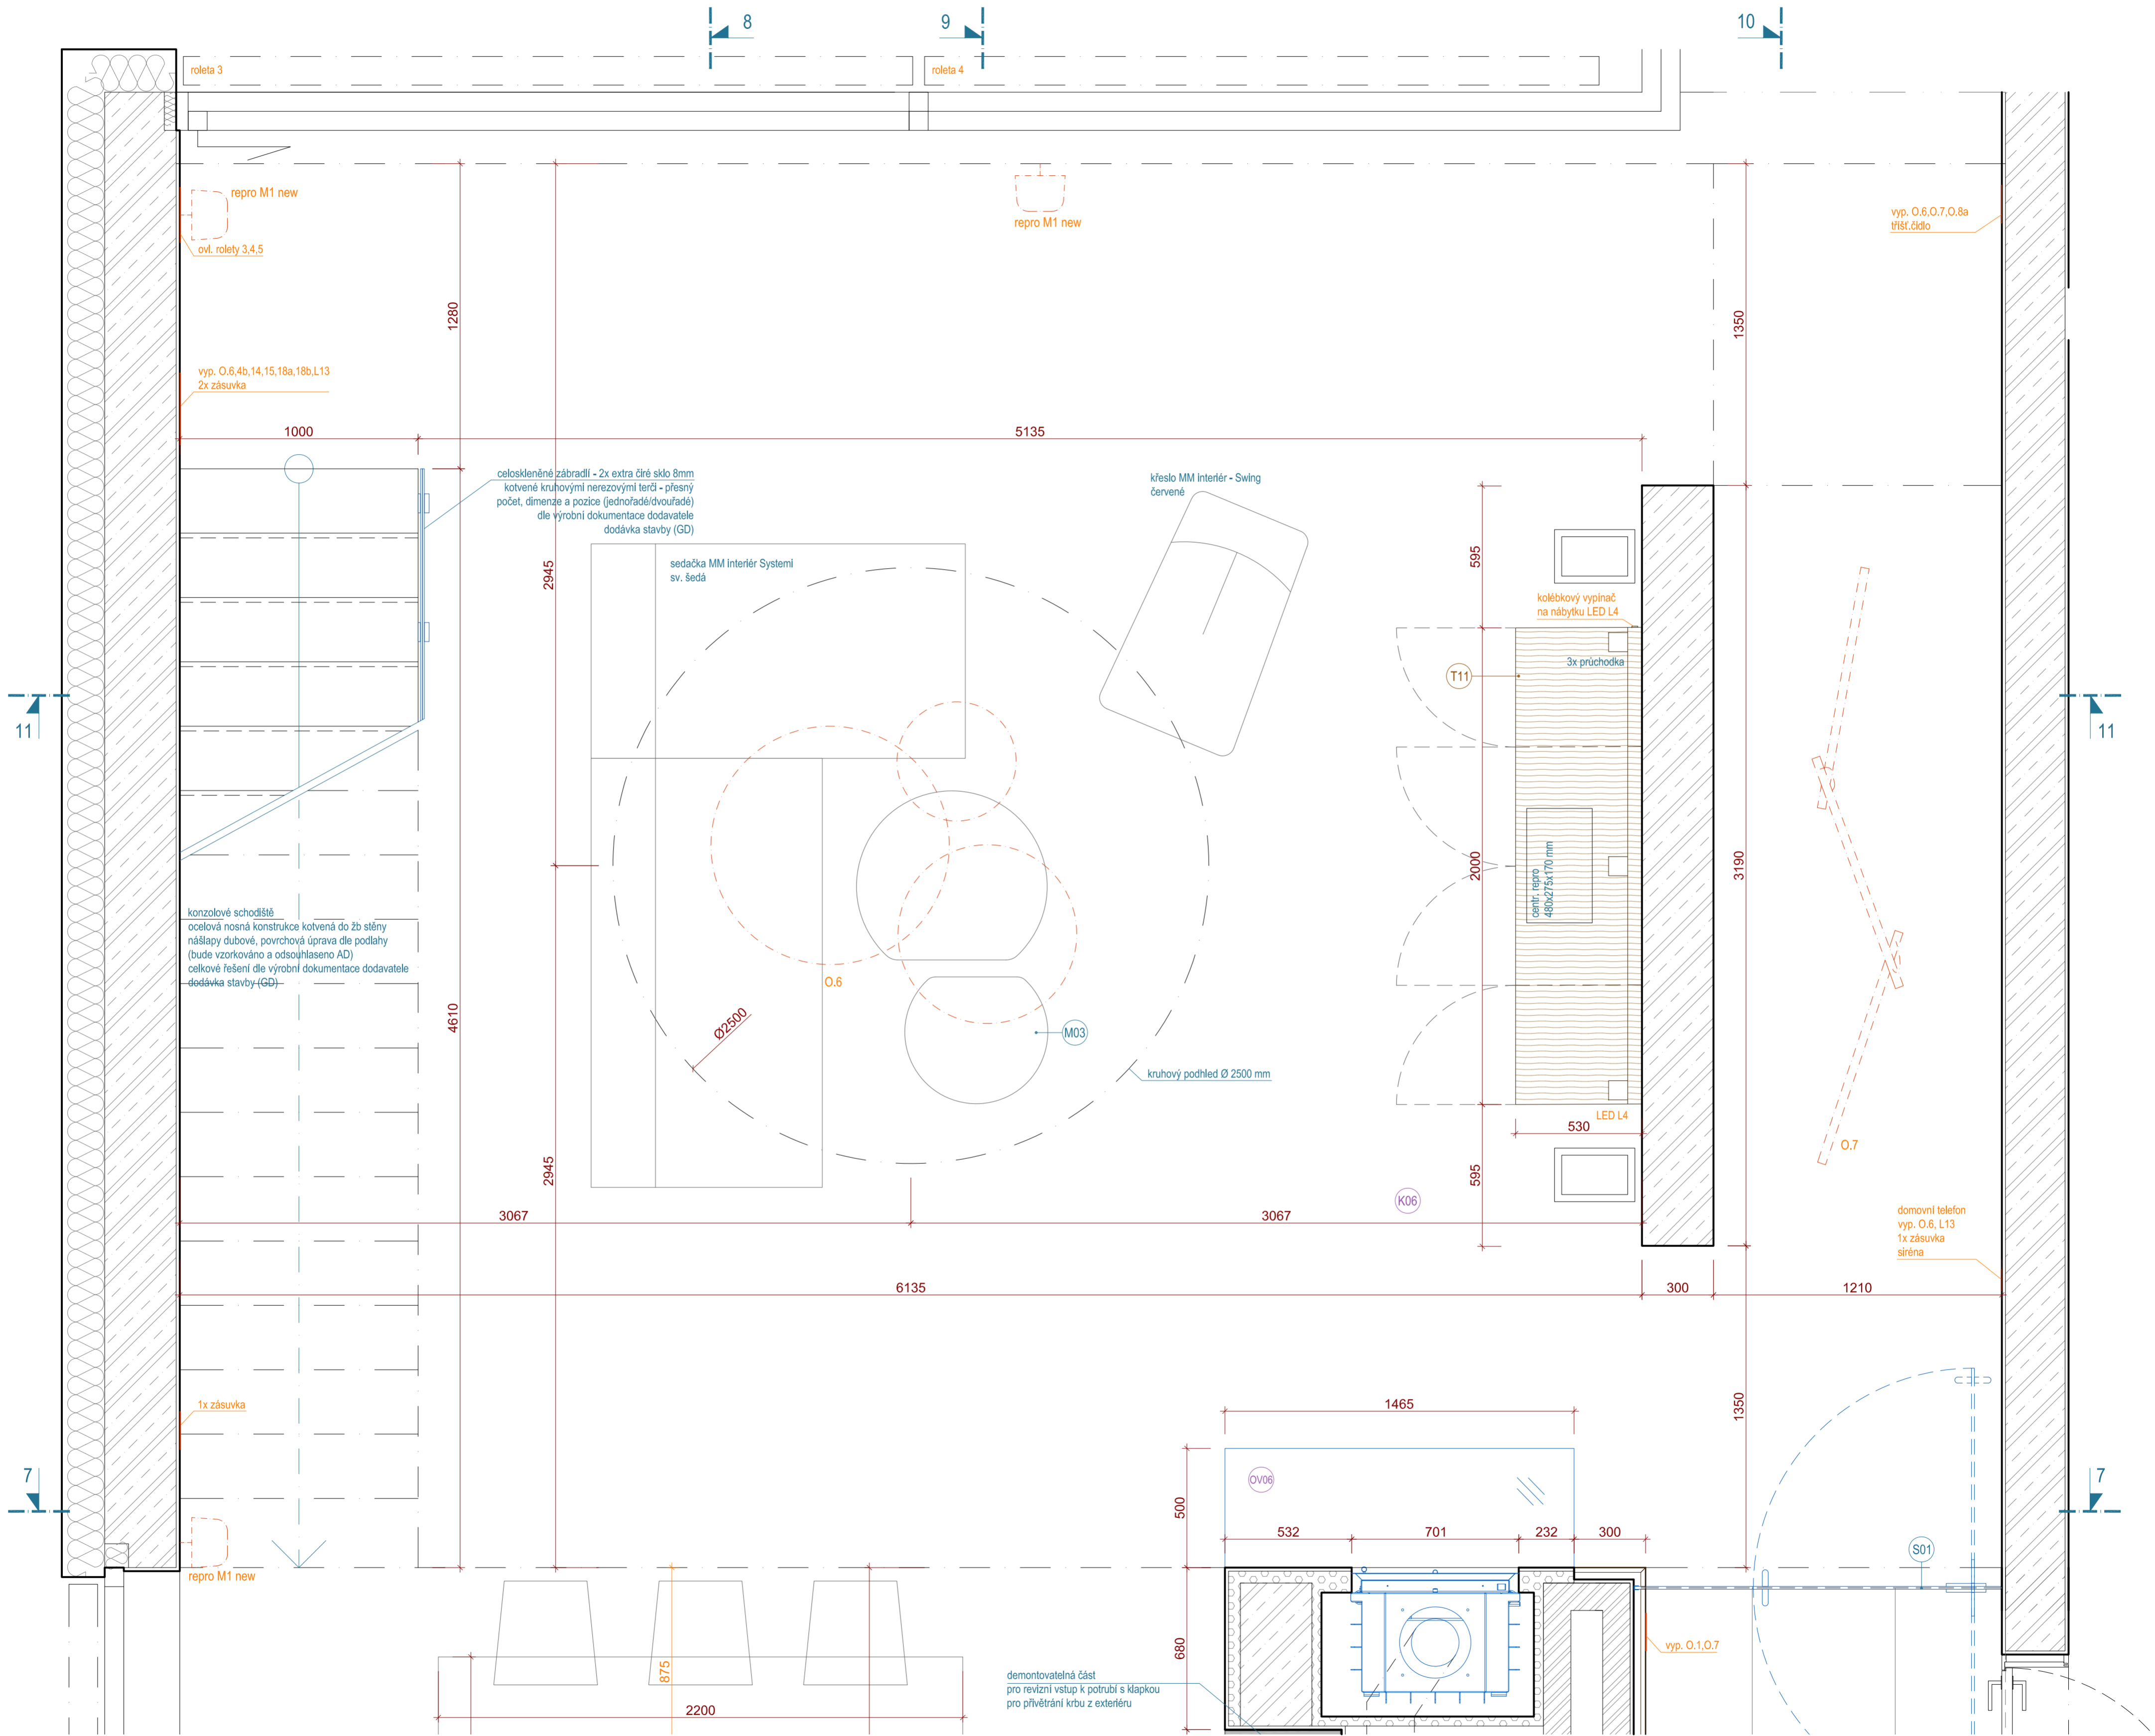 8
9
10
roleta 3
roleta 4
repro M1 new
repro M1 new
ovl. rolety 3,4,5
vyp. O.6,O.7,O.8a
tříšť.čidlo
1280
1350
vyp. O.6,4b,14,15,18a,18b,L13
2x zásuvka
1000
5135
celoskleněné zábradlí - 2x extra čiré sklo 8mm
kotvené kruhovými nerezovými terči - přesný
počet, dimenze a pozice (jednořadé/dvouřadé)
dle výrobní dokumentace dodavatele
dodávka stavby (GD)
křeslo MM Interiér - Swing
červené
sedačka MM interiér Systemi
sv. šedá
2945
595
kolébkový vypínač
na nábytku LED L4
3x průchodka
T11
11
11
2000
centr. repro
480x275x170 mm
3190
konzolové schodiště
ocelová nosná konstrukce kotvená do žb stěny
nášlapy dubové, povrchová úprava dle podlahy
(bude vzorkováno a odsouhlaseno AD)
celkové řešení dle výrobní dokumentace dodavatele
dodávka stavby (GD)
4610
O.6
Ø2500
M03
kruhový podhled Ø 2500 mm
LED L4
530
O.7
2945
595
K06
3067
3067
domovní telefon
vyp. O.6, L13
1x zásuvka
siréna
6135
300
1210
1x zásuvka
1465
1350
7
7
OV06
500
532
701
232
300
S01
repro M1 new
680
875
vyp. O.1,O.7
demontovatelná část
pro revizní vstup k potrubí s klapkou
pro přivětrání krbu z exteriéru
2200